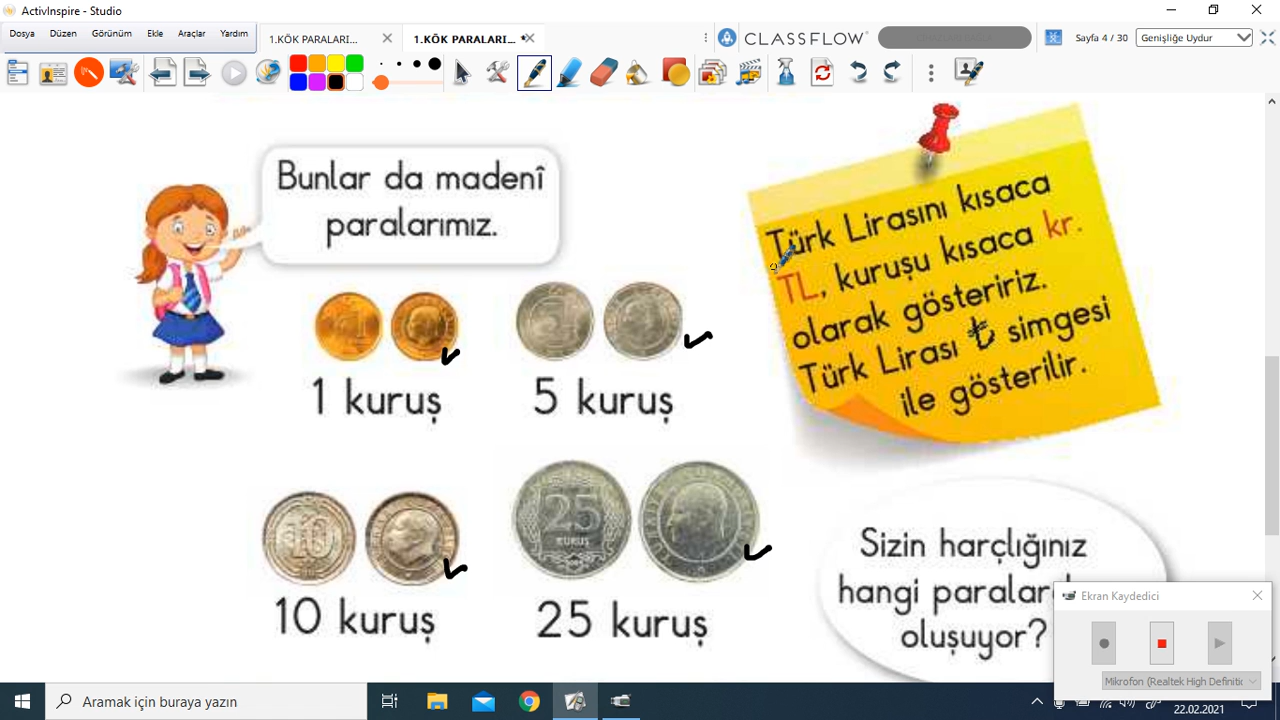 ActivInspire - Studio
Dosya Düzen Görünüm Ekle Araçlar Yardım
1.KÖK PARALARI...
1.KÖK PARALARI ... *
CLASSFLOW
Sayfa 4 / 30
Genişliğe Uydur
Bunlar da madenî
paralarımız.
1 kuruş
5 kuruş
10 kuruş
25
KURUŞ
25 kuruş
Türk Lirasını kısaca
TL, kuruşu kısaca kr.
olarak gösteririz.
Türk Lirası ₺ simgesi
ile gösterilir.
Sizin harçlığınız
hangi paralar
oluşuyor?
Ekran Kaydedici
Mikrofon (Realtek High Definitic
Aramak için buraya yazın
22.02.2021